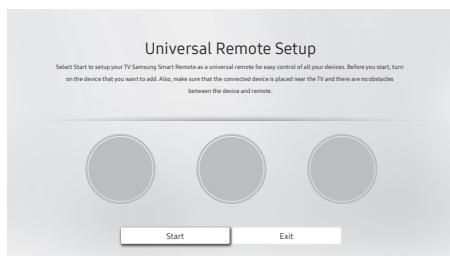 Universal Remote Setup
Select Start to setup your TV Samsung Smart Remote as a universal remote for easy control of all your devices. Before you start, turn
on the device that you want to add. Also, make sure that the connected device is placed near the TV and there are no obstacles
between the device and remote.
Start Exit